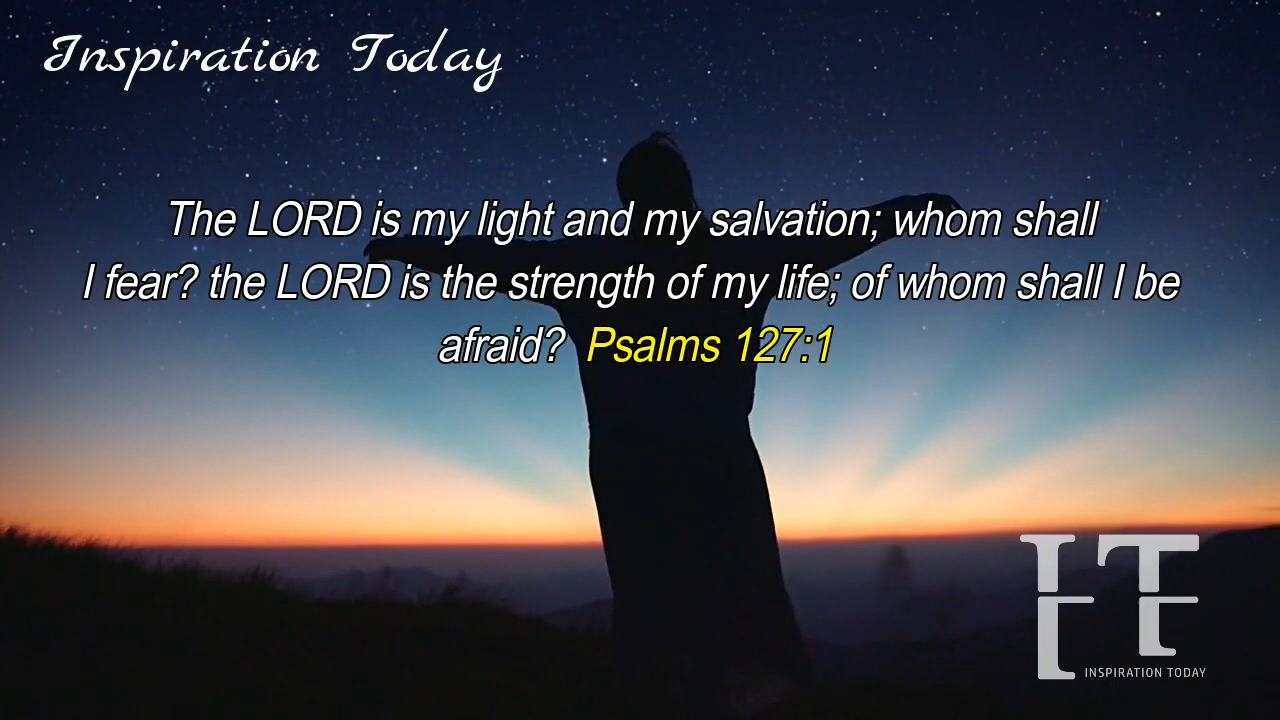 Inspiration Today
The LORD is my light and my salvation; whom shall
I fear? the LORD is the strength of my life; of whom shall I be
afraid? Psalms 127:1
INSPIRATION TODAY